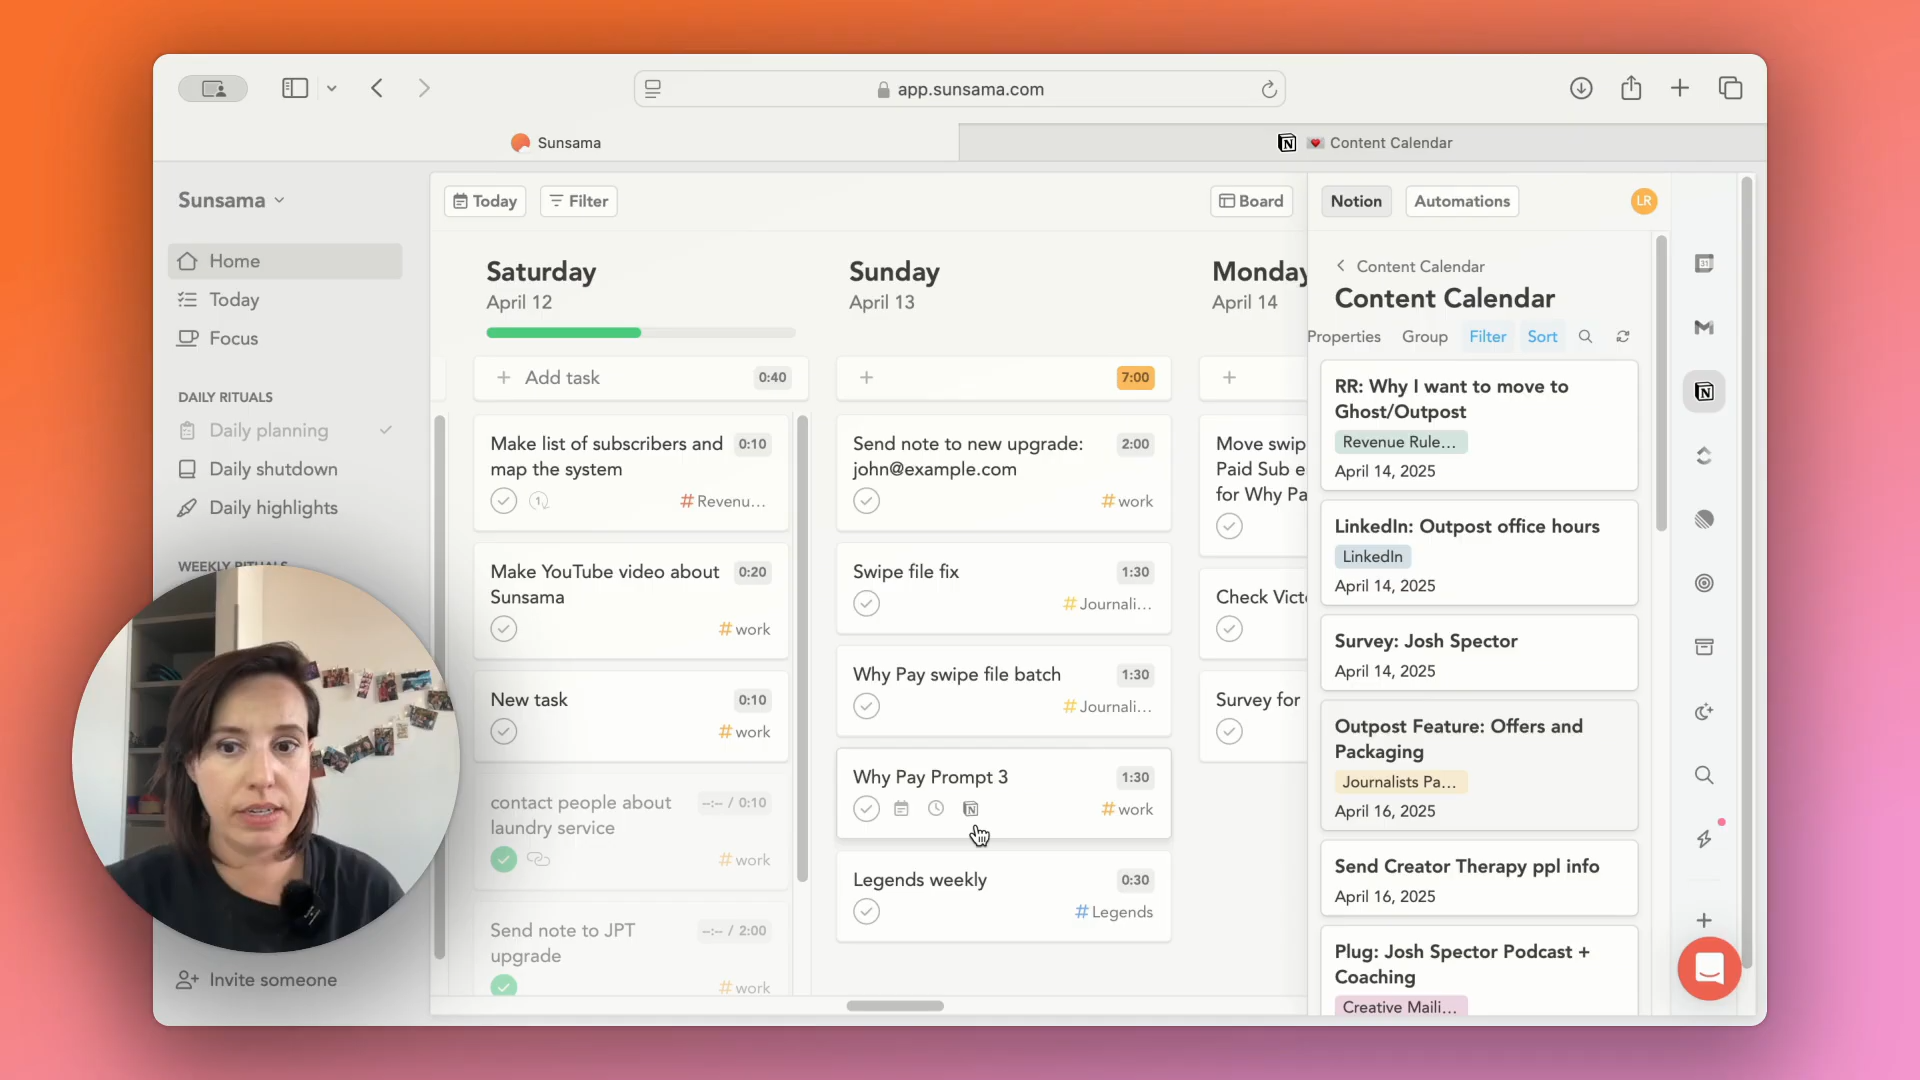 app.sunsama.com
Sunsama
Content Calendar
Sunsama
Home
Today
Focus
DAILY RITUALS
Daily planning
Daily shutdown
Daily highlights
WEEKLY RITUALS
Invite someone
Today
Filter
Board
Saturday
April 12
Add task
0:40
Make list of subscribers and
0:10
map the system
1
# Revenu...
Make YouTube video about
0:20
Sunsama
# work
New task
0:10
# work
contact people about
--:-- / 0:10
laundry service
# work
Send note to JPT
--:-- / 2:00
upgrade
# work
Sunday
April 13
7:00
Send note to new upgrade:
2:00
john@example.com
# work
Swipe file fix
1:30
# Journali...
Why Pay swipe file batch
1:30
# Journali...
Why Pay Prompt 3
1:30
# work
Legends weekly
0:30
# Legends
Monday
April 14
Move swip
Paid Sub e
for Why Pa
Check Vict
Survey for
Notion
Automations
LR
Content Calendar
Content Calendar
Properties
Group
Filter
Sort
RR: Why I want to move to
Ghost/Outpost
Revenue Rule...
April 14, 2025
LinkedIn: Outpost office hours
LinkedIn
April 14, 2025
Survey: Josh Spector
April 14, 2025
Outpost Feature: Offers and
Packaging
Journalists Pa...
April 16, 2025
Send Creator Therapy ppl info
April 16, 2025
Plug: Josh Spector Podcast +
Coaching
Creative Maili...
31